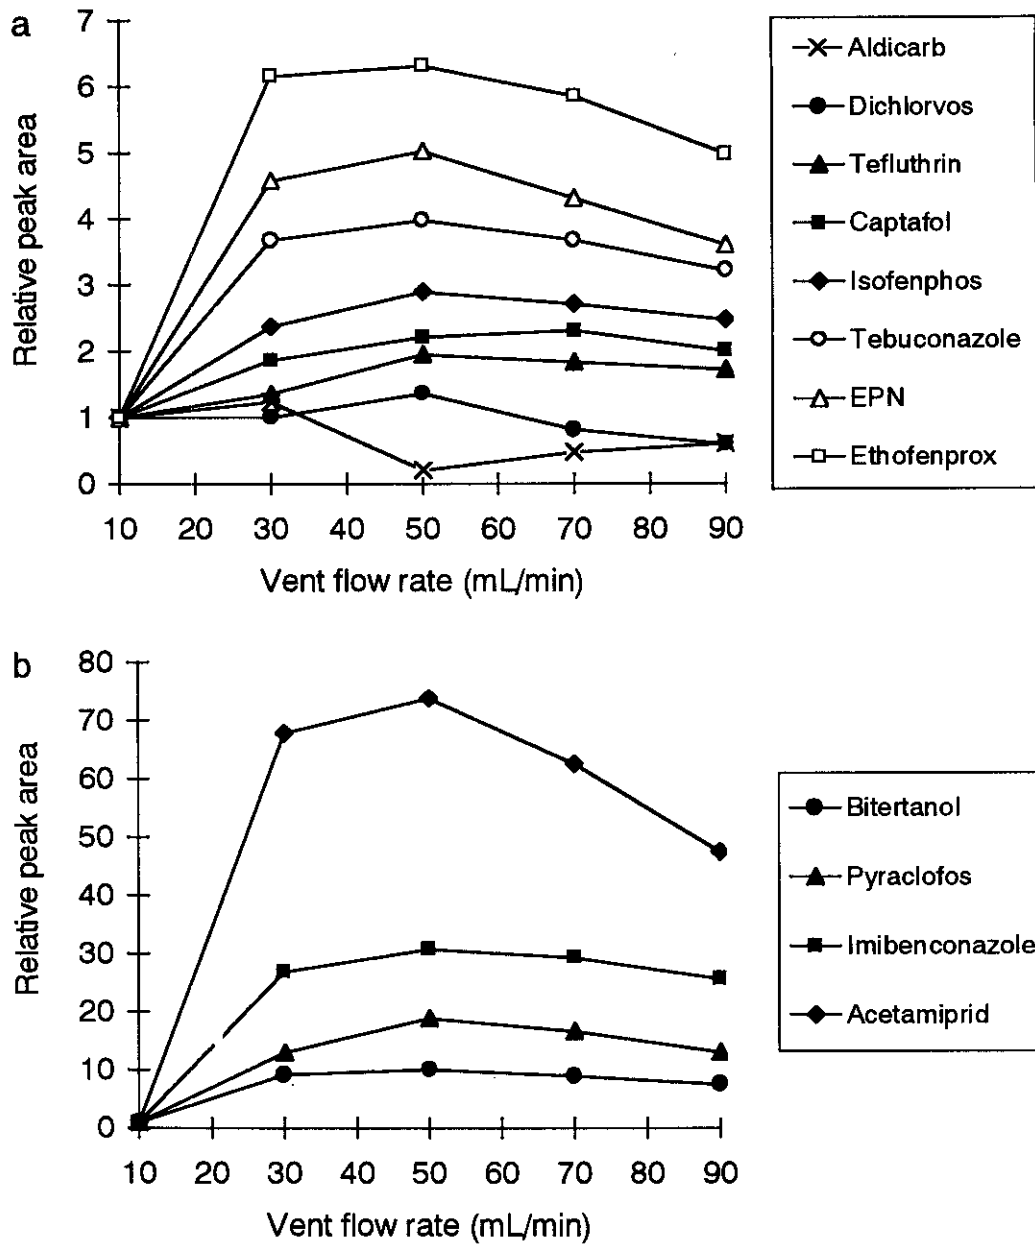 a
7
6
5
4
3
2
1
0
Relative peak area
10 20 30 40 50 60 70 80 90
Vent flow rate (mL/min)
Aldicarb
Dichlorvos
Tefluthrin
Captafol
Isofenphos
Tebuconazole
EPN
Ethofenprox
b
80
70
60
50
40
30
20
10
0
Relative peak area
10 20 30 40 50 60 70 80 90
Vent flow rate (mL/min)
Bitertanol
Pyraclofos
Imibenconazole
Acetamiprid